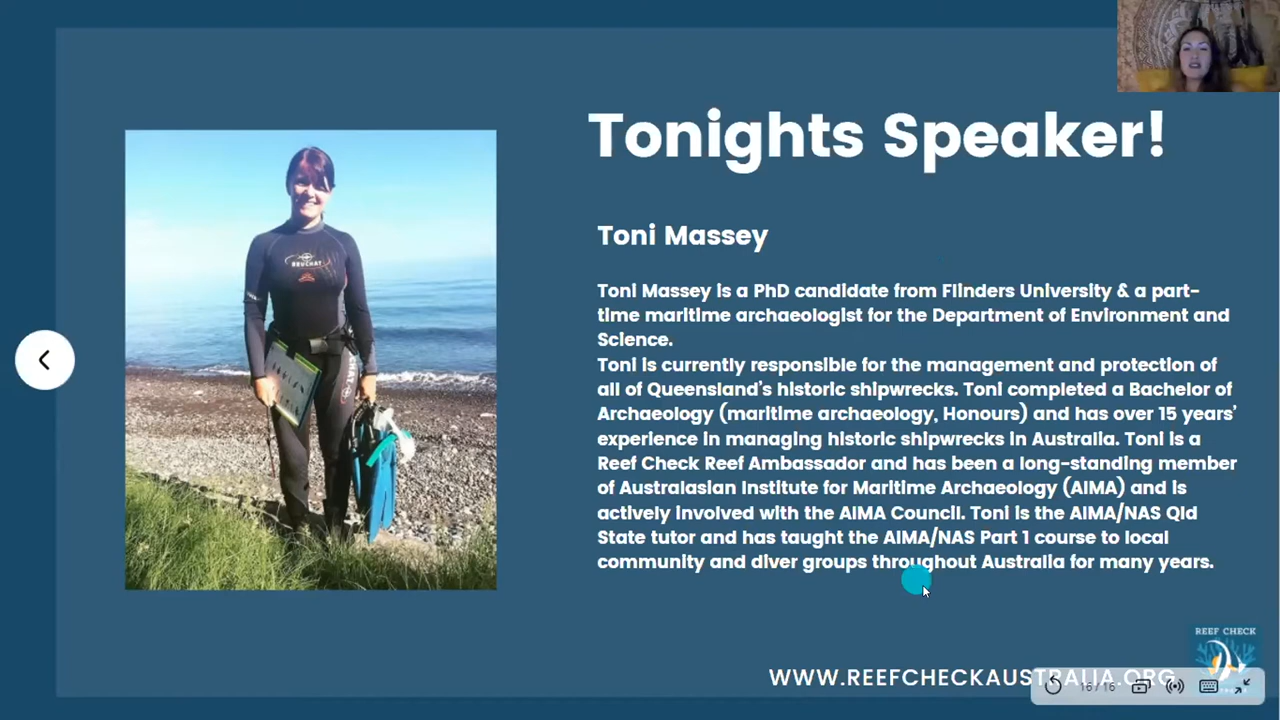 Tonights Speaker!
Toni Massey
Toni Massey is a PhD candidate from Flinders University & a part-
time maritime archaeologist for the Department of Environment and
Science.
Toni is currently responsible for the management and protection of
all of Queensland's historic shipwrecks. Toni completed a Bachelor of
Archaeology (maritime archaeology, Honours) and has over 15 years'
experience in managing historic shipwrecks in Australia. Toni is a
Reef Check Reef Ambassador and has been a long-standing member
of Australasian Institute for Maritime Archaeology (AIMA) and is
actively involved with the AIMA Council. Toni is the AIMA/NAS Qld
State tutor and has taught the AIMA/NAS Part 1 course to local
community and diver groups throughout Australia for many years.
BEUCHAT
REEF CHECK
WWW.REEFCHECKAUSTRALIA.ORG
16 / 16